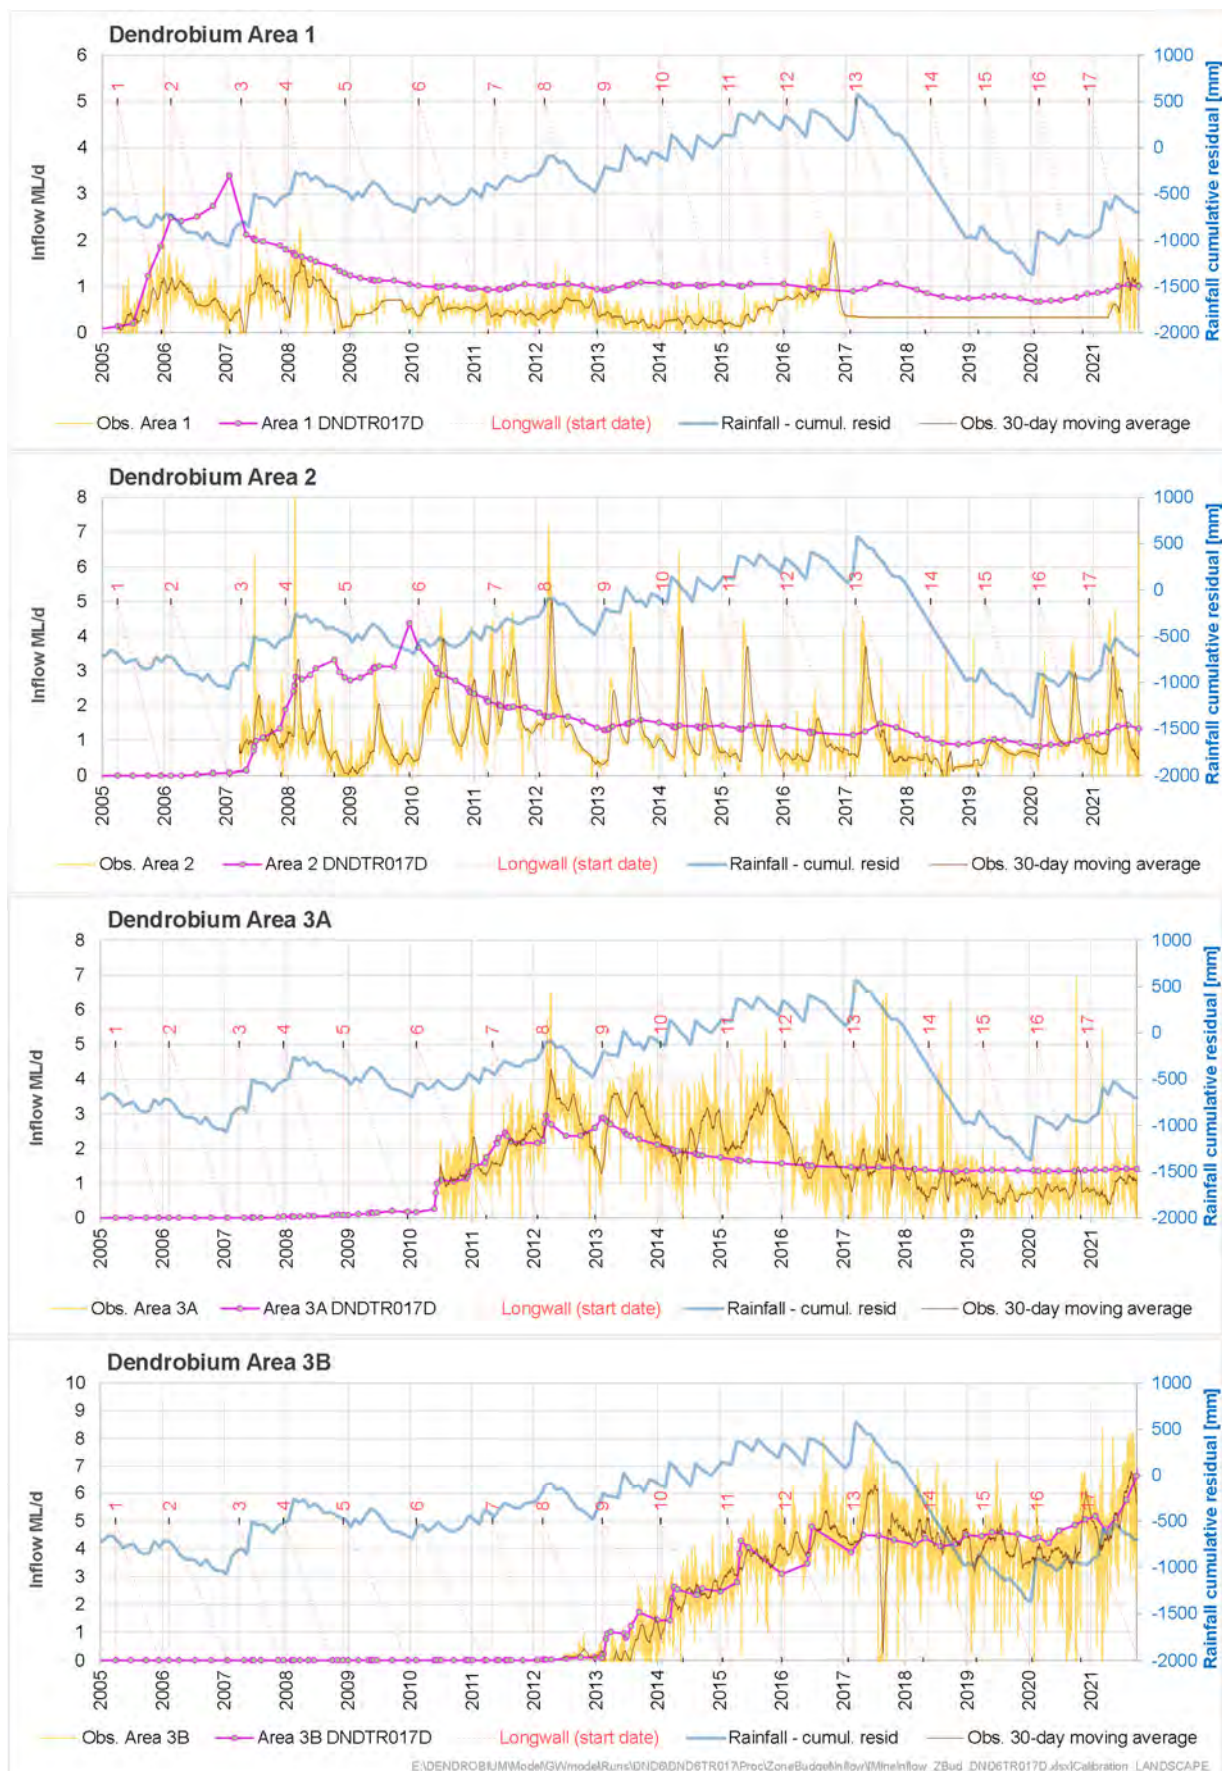 Dendrobium Area 1
6 5 4 3 2 1 0
Inflow ML/d
1 2 3 4 5 6 7 8 9 10 11 12 13 14 15 16 17
1000 500 0 -500 -1000 -1500 -2000
Rainfall cumulative residual [mm]
2005 2006 2007 2008 2009 2010 2011 2012 2013 2014 2015 2016 2017 2018 2019 2020 2021
Obs. Area 1 Area 1 DNDTR017D Longwall (start date) Rainfall - cumul. resid Obs. 30-day moving average
Dendrobium Area 2
8 7 6 5 4 3 2 1 0
Inflow ML/d
1 2 3 4 5 6 7 8 9 10 11 12 13 14 15 16 17
1000 500 0 -500 -1000 -1500 -2000
Rainfall cumulative residual [mm]
2005 2006 2007 2008 2009 2010 2011 2012 2013 2014 2015 2016 2017 2018 2019 2020 2021
Obs. Area 2 Area 2 DNDTR017D Longwall (start date) Rainfall - cumul. resid Obs. 30-day moving average
Dendrobium Area 3A
8 7 6 5 4 3 2 1 0
Inflow ML/d
1 2 3 4 5 6 7 8 9 10 11 12 13 14 15 16 17
1000 500 0 -500 -1000 -1500 -2000
Rainfall cumulative residual [mm]
2005 2006 2007 2008 2009 2010 2011 2012 2013 2014 2015 2016 2017 2018 2019 2020 2021
Obs. Area 3A Area 3A DNDTR017D Longwall (start date) Rainfall - cumul. resid Obs. 30-day moving average
Dendrobium Area 3B
10 9 8 7 6 5 4 3 2 1 0
Inflow ML/d
1 2 3 4 5 6 7 8 9 10 11 12 13 14 15 16 17
1000 500 0 -500 -1000 -1500 -2000
Rainfall cumulative residual [mm]
2005 2006 2007 2008 2009 2010 2011 2012 2013 2014 2015 2016 2017 2018 2019 2020 2021
Obs. Area 3B Area 3B DNDTR017D Longwall (start date) Rainfall - cumul. resid Obs. 30-day moving average